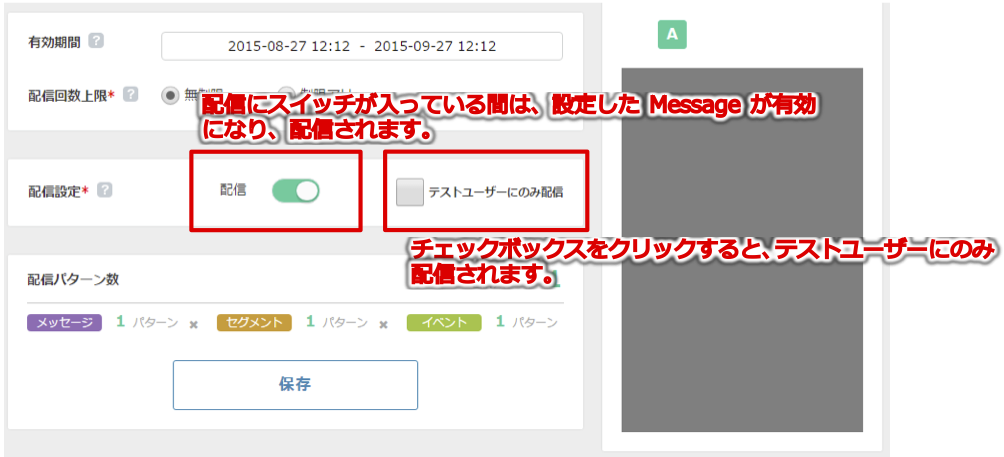 有効期間 ?
2015-08-27 12:12 - 2015-09-27 12:12
A
配信回数上限* ?
配信にスイッチが入っている間は、設定した Message が有効
になり、配信されます。
配信設定* ?
配信
テストユーザーにのみ配信
チェックボックスをクリックすると、テストユーザーにのみ
配信されます。
配信パターン数 1
メッセージ 1 パターン × セグメント 1 パターン × イベント 1 パターン
保存